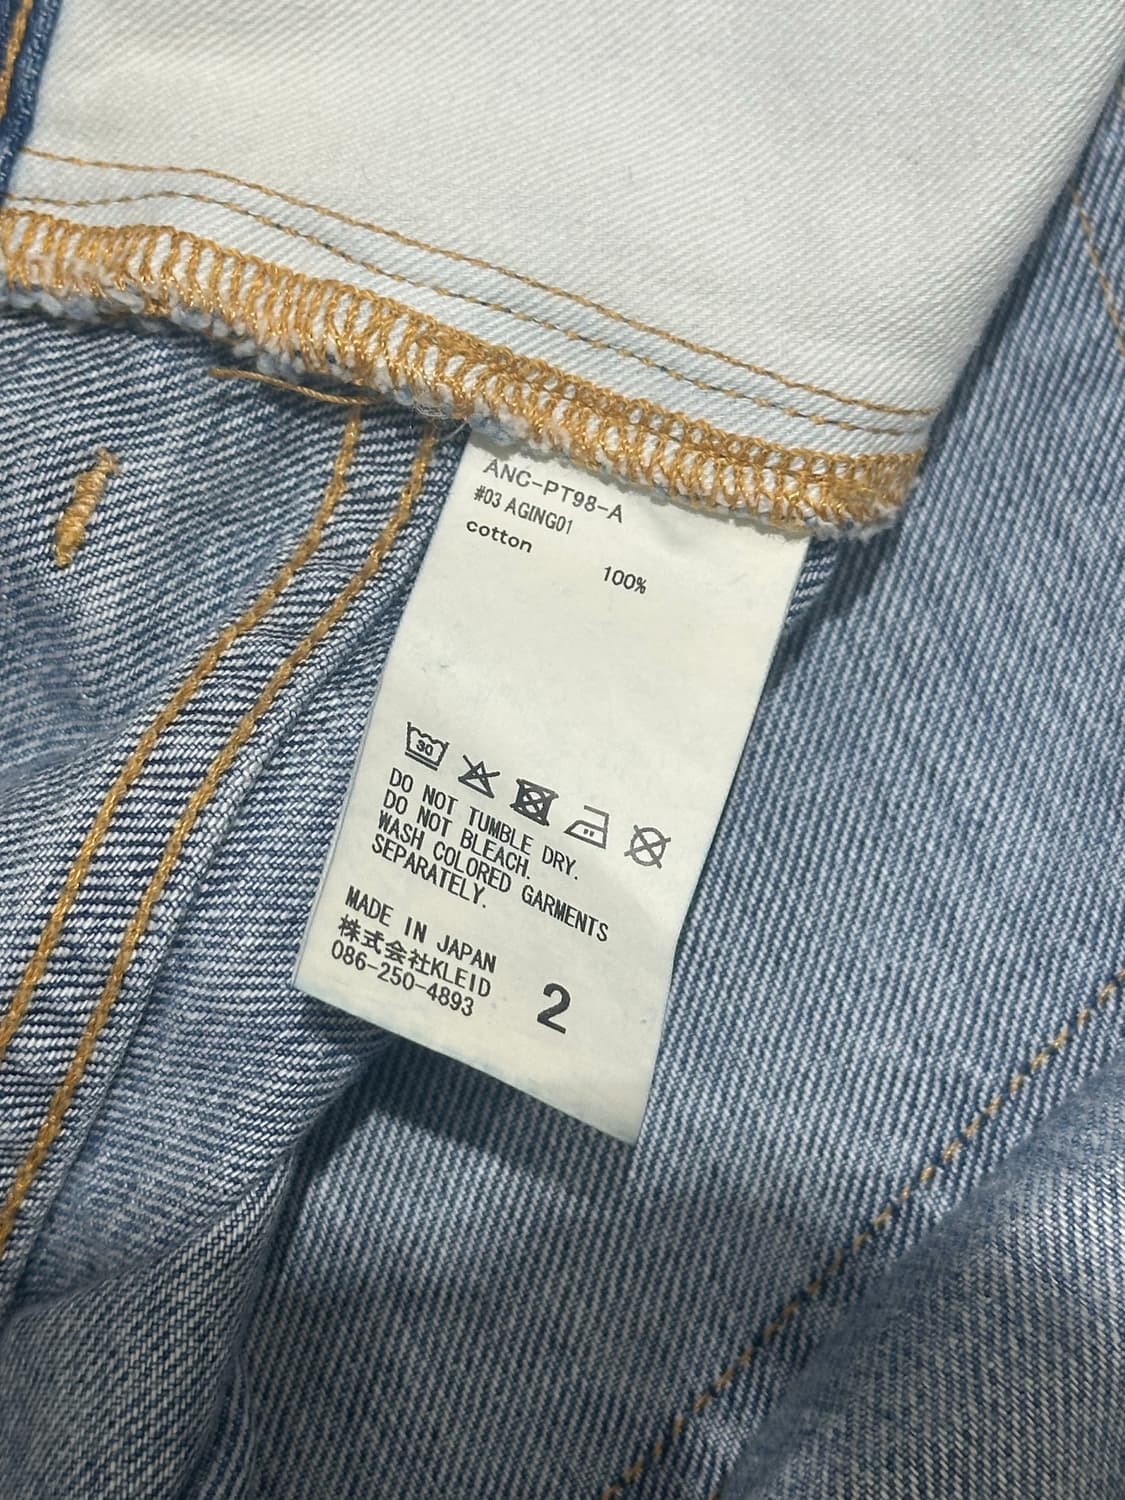 ANC-PT98-A
#03 AGING01
cotton
100%
30
DO NOT TUMBLE DRY.
DO NOT BLEACH.
WASH COLORED GARMENTS
SEPARATELY.
MADE IN JAPAN
株式会社KLEID
086-250-4893
2